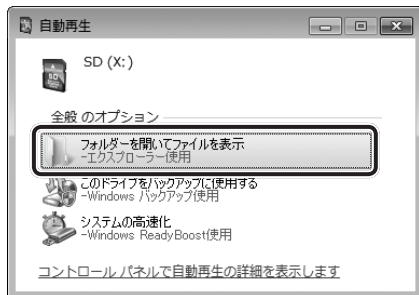 自動再生
SD (X:)
全般 のオプション
フォルダーを開いてファイルを表示
-エクスプローラー使用
このドライブをバックアップに使用する
-Windows バックアップ使用
システムの高速化
-Windows ReadyBoost使用
コントロール パネルで自動再生の詳細を表示します